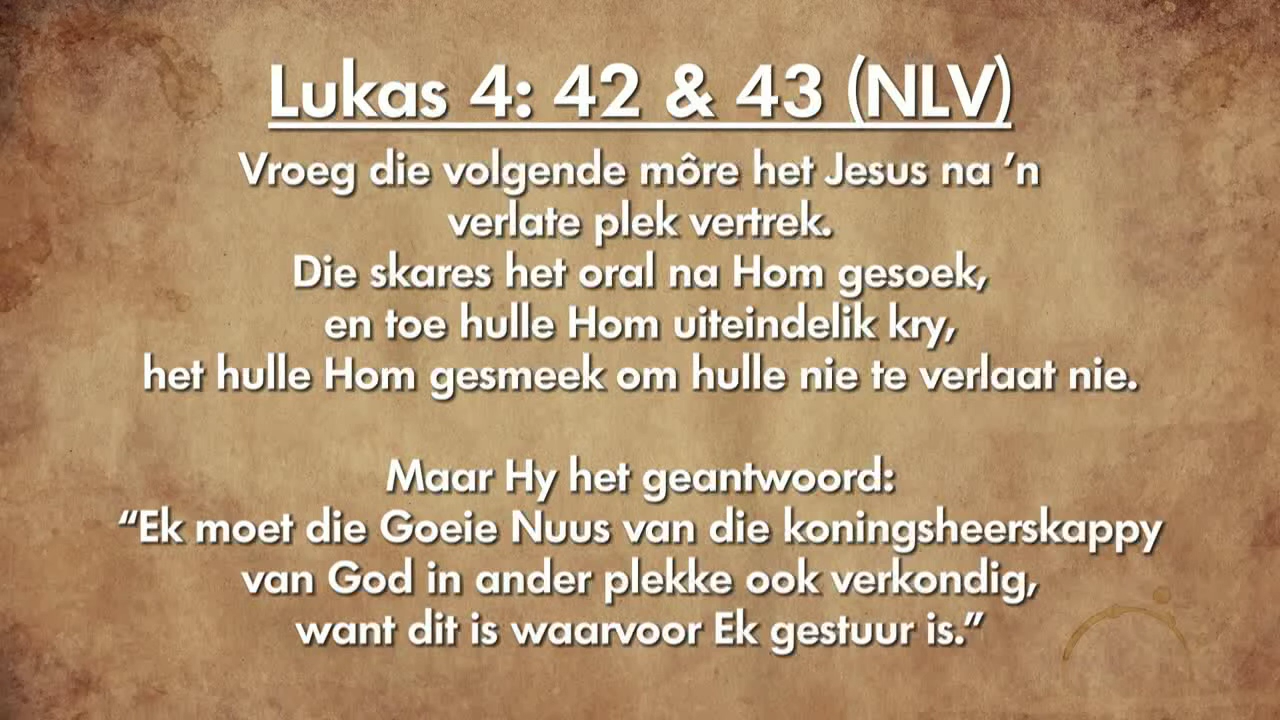 Lukas 4: 42 & 43 (NLV)
Vroeg die volgende môre het Jesus na ’n
verlate plek vertrek.
Die skares het oral na Hom gesoek,
en toe hulle Hom uiteindelik kry,
het hulle Hom gesmeek om hulle nie te verlaat nie.
Maar Hy het geantwoord:
“Ek moet die Goeie Nuus van die koningsheerskappy
van God in ander plekke ook verkondig,
want dit is waarvoor Ek gestuur is.”